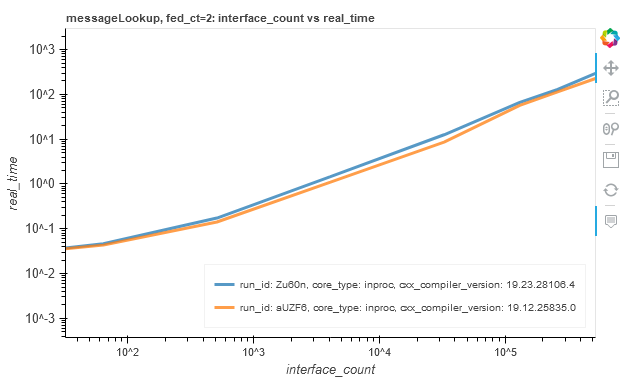 messageLookup, fed_ct=2: interface_count vs real_time
10^3
10^2
10^1
10^0
10^-1
10^-2
10^-3
real_time
run_id: Zu60n, core_type: inproc, cxx_compiler_version: 19.23.28106.4
run_id: aUZF6, core_type: inproc, cxx_compiler_version: 19.12.25835.0
10^2
10^3
10^4
10^5
interface_count